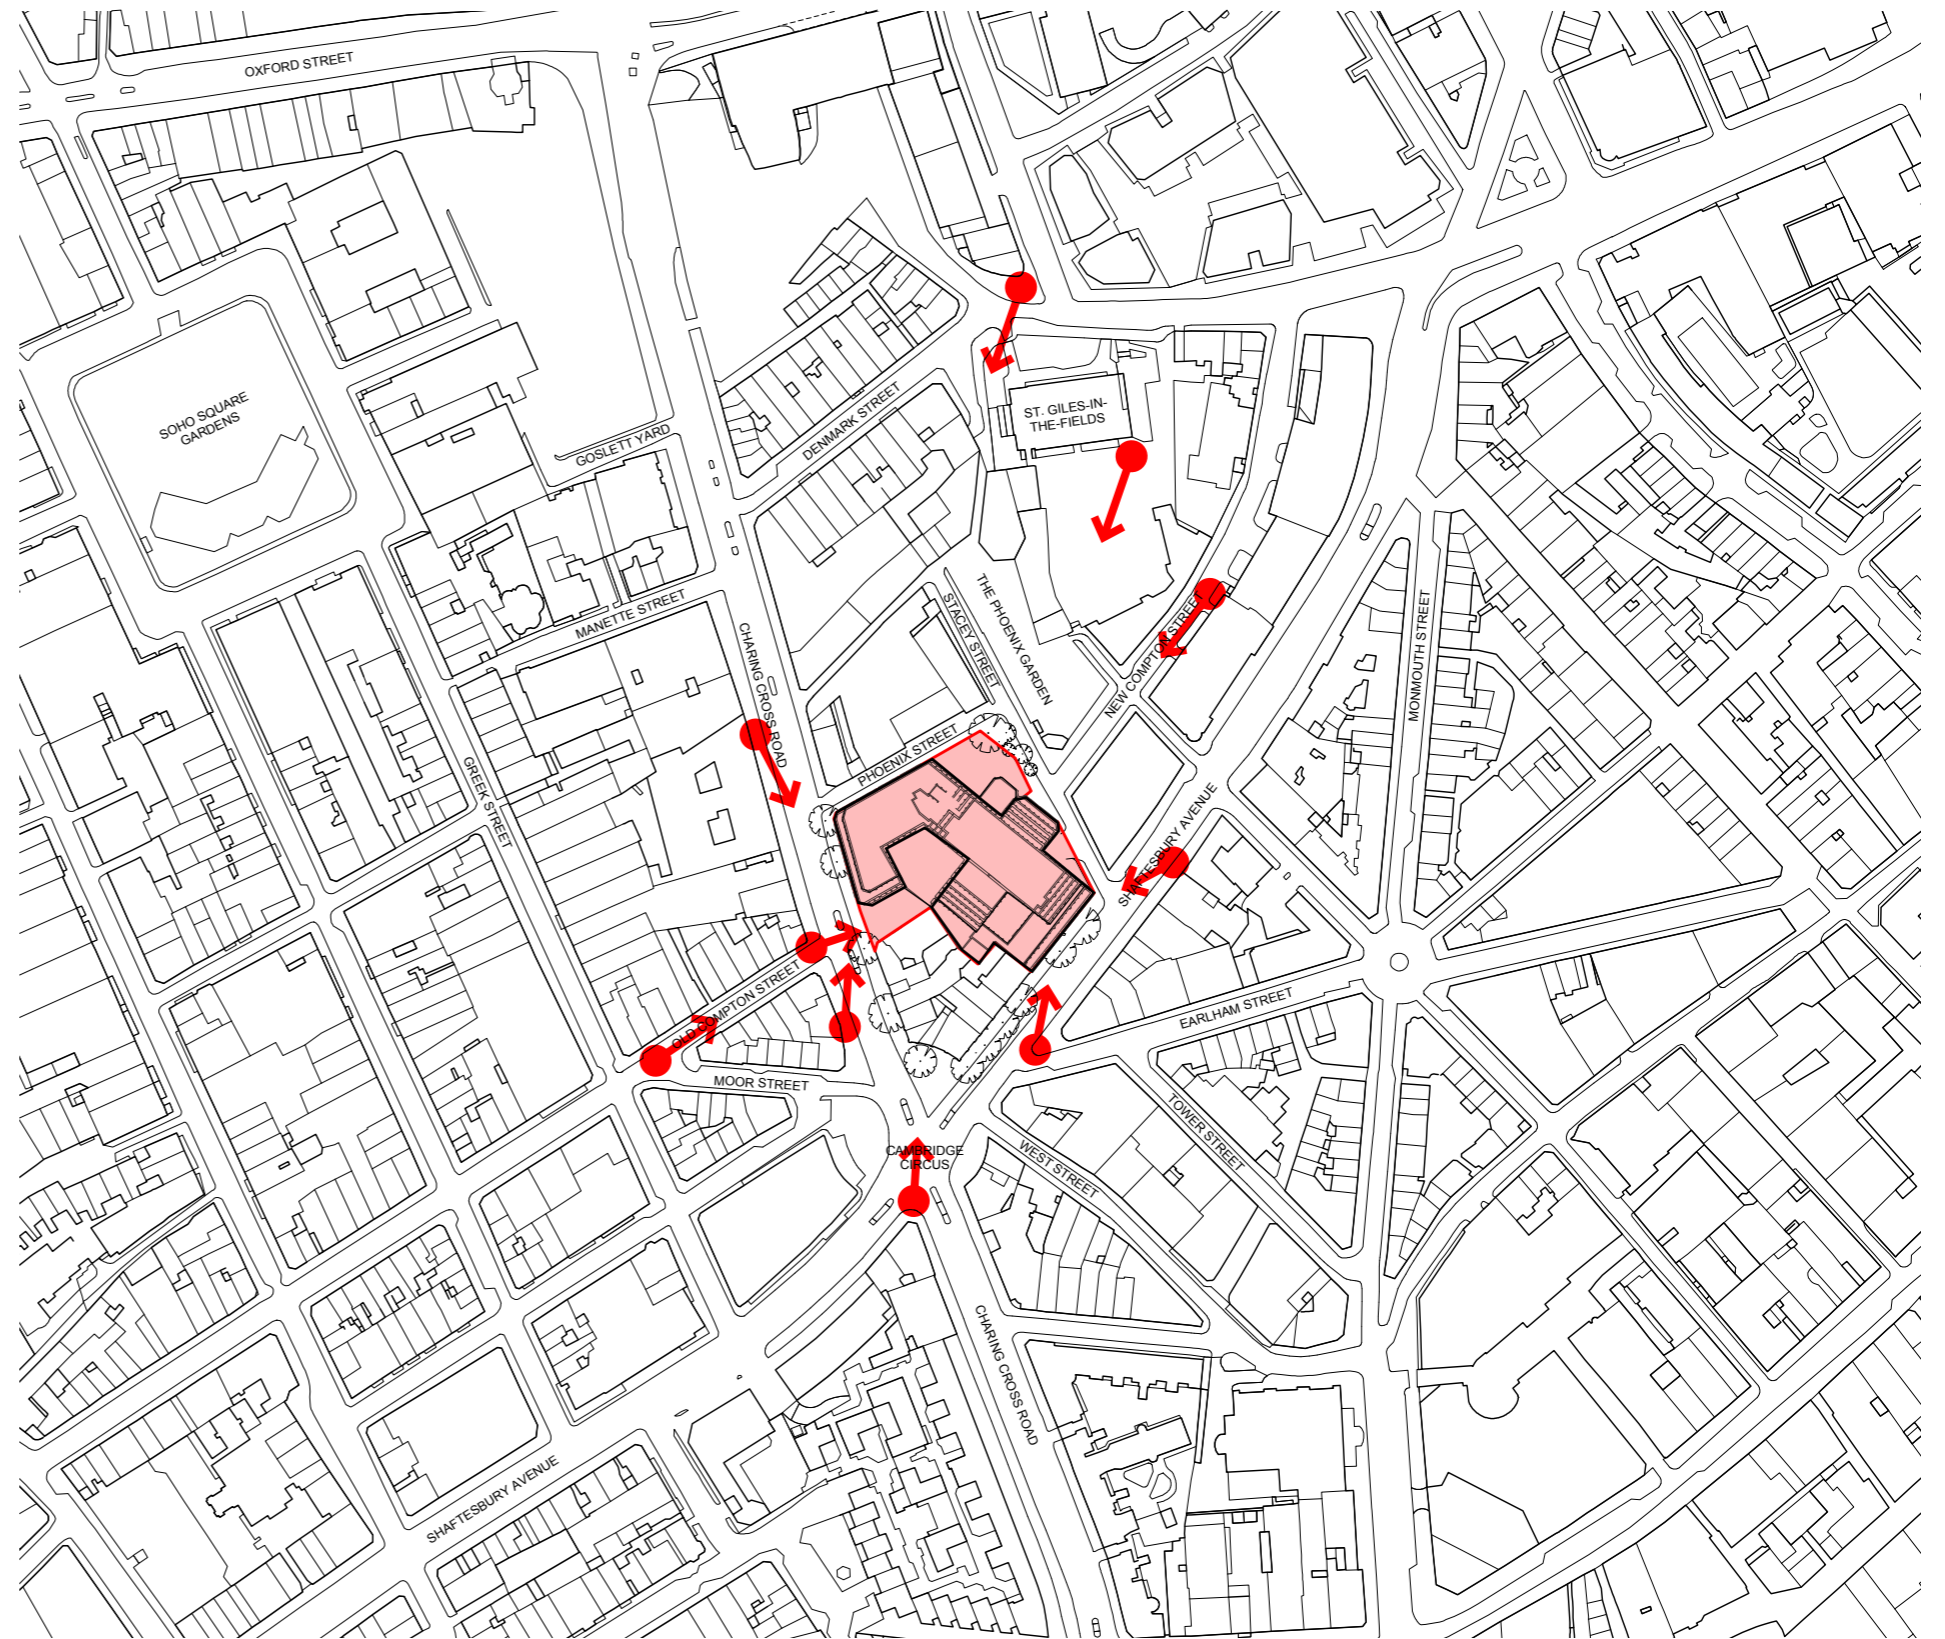 OXFORD STREET
SOHO SQUARE
GARDENS
GOSLETT YARD
DENMARK STREET
ST. GILES-IN-
THE-FIELDS
MANETTE STREET
CHARING CROSS ROAD
STACEY STREET
THE PHOENIX GARDEN
NEW COMPTON STREET
MONMOUTH STREET
GREEK STREET
PHOENIX STREET
SHAFTESBURY AVENUE
OLD COMPTON STREET
EARLHAM STREET
MOOR STREET
TOWER STREET
CAMBRIDGE
CIRCUS
WEST STREET
CHARING CROSS ROAD
SHAFTESBURY AVENUE